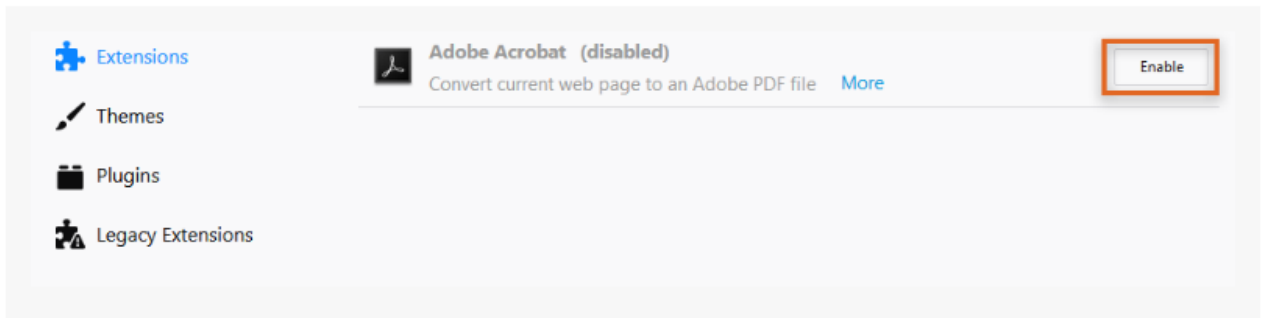 Extensions
Themes
Plugins
Legacy Extensions
Adobe Acrobat (disabled)
Convert current web page to an Adobe PDF file More
Enable